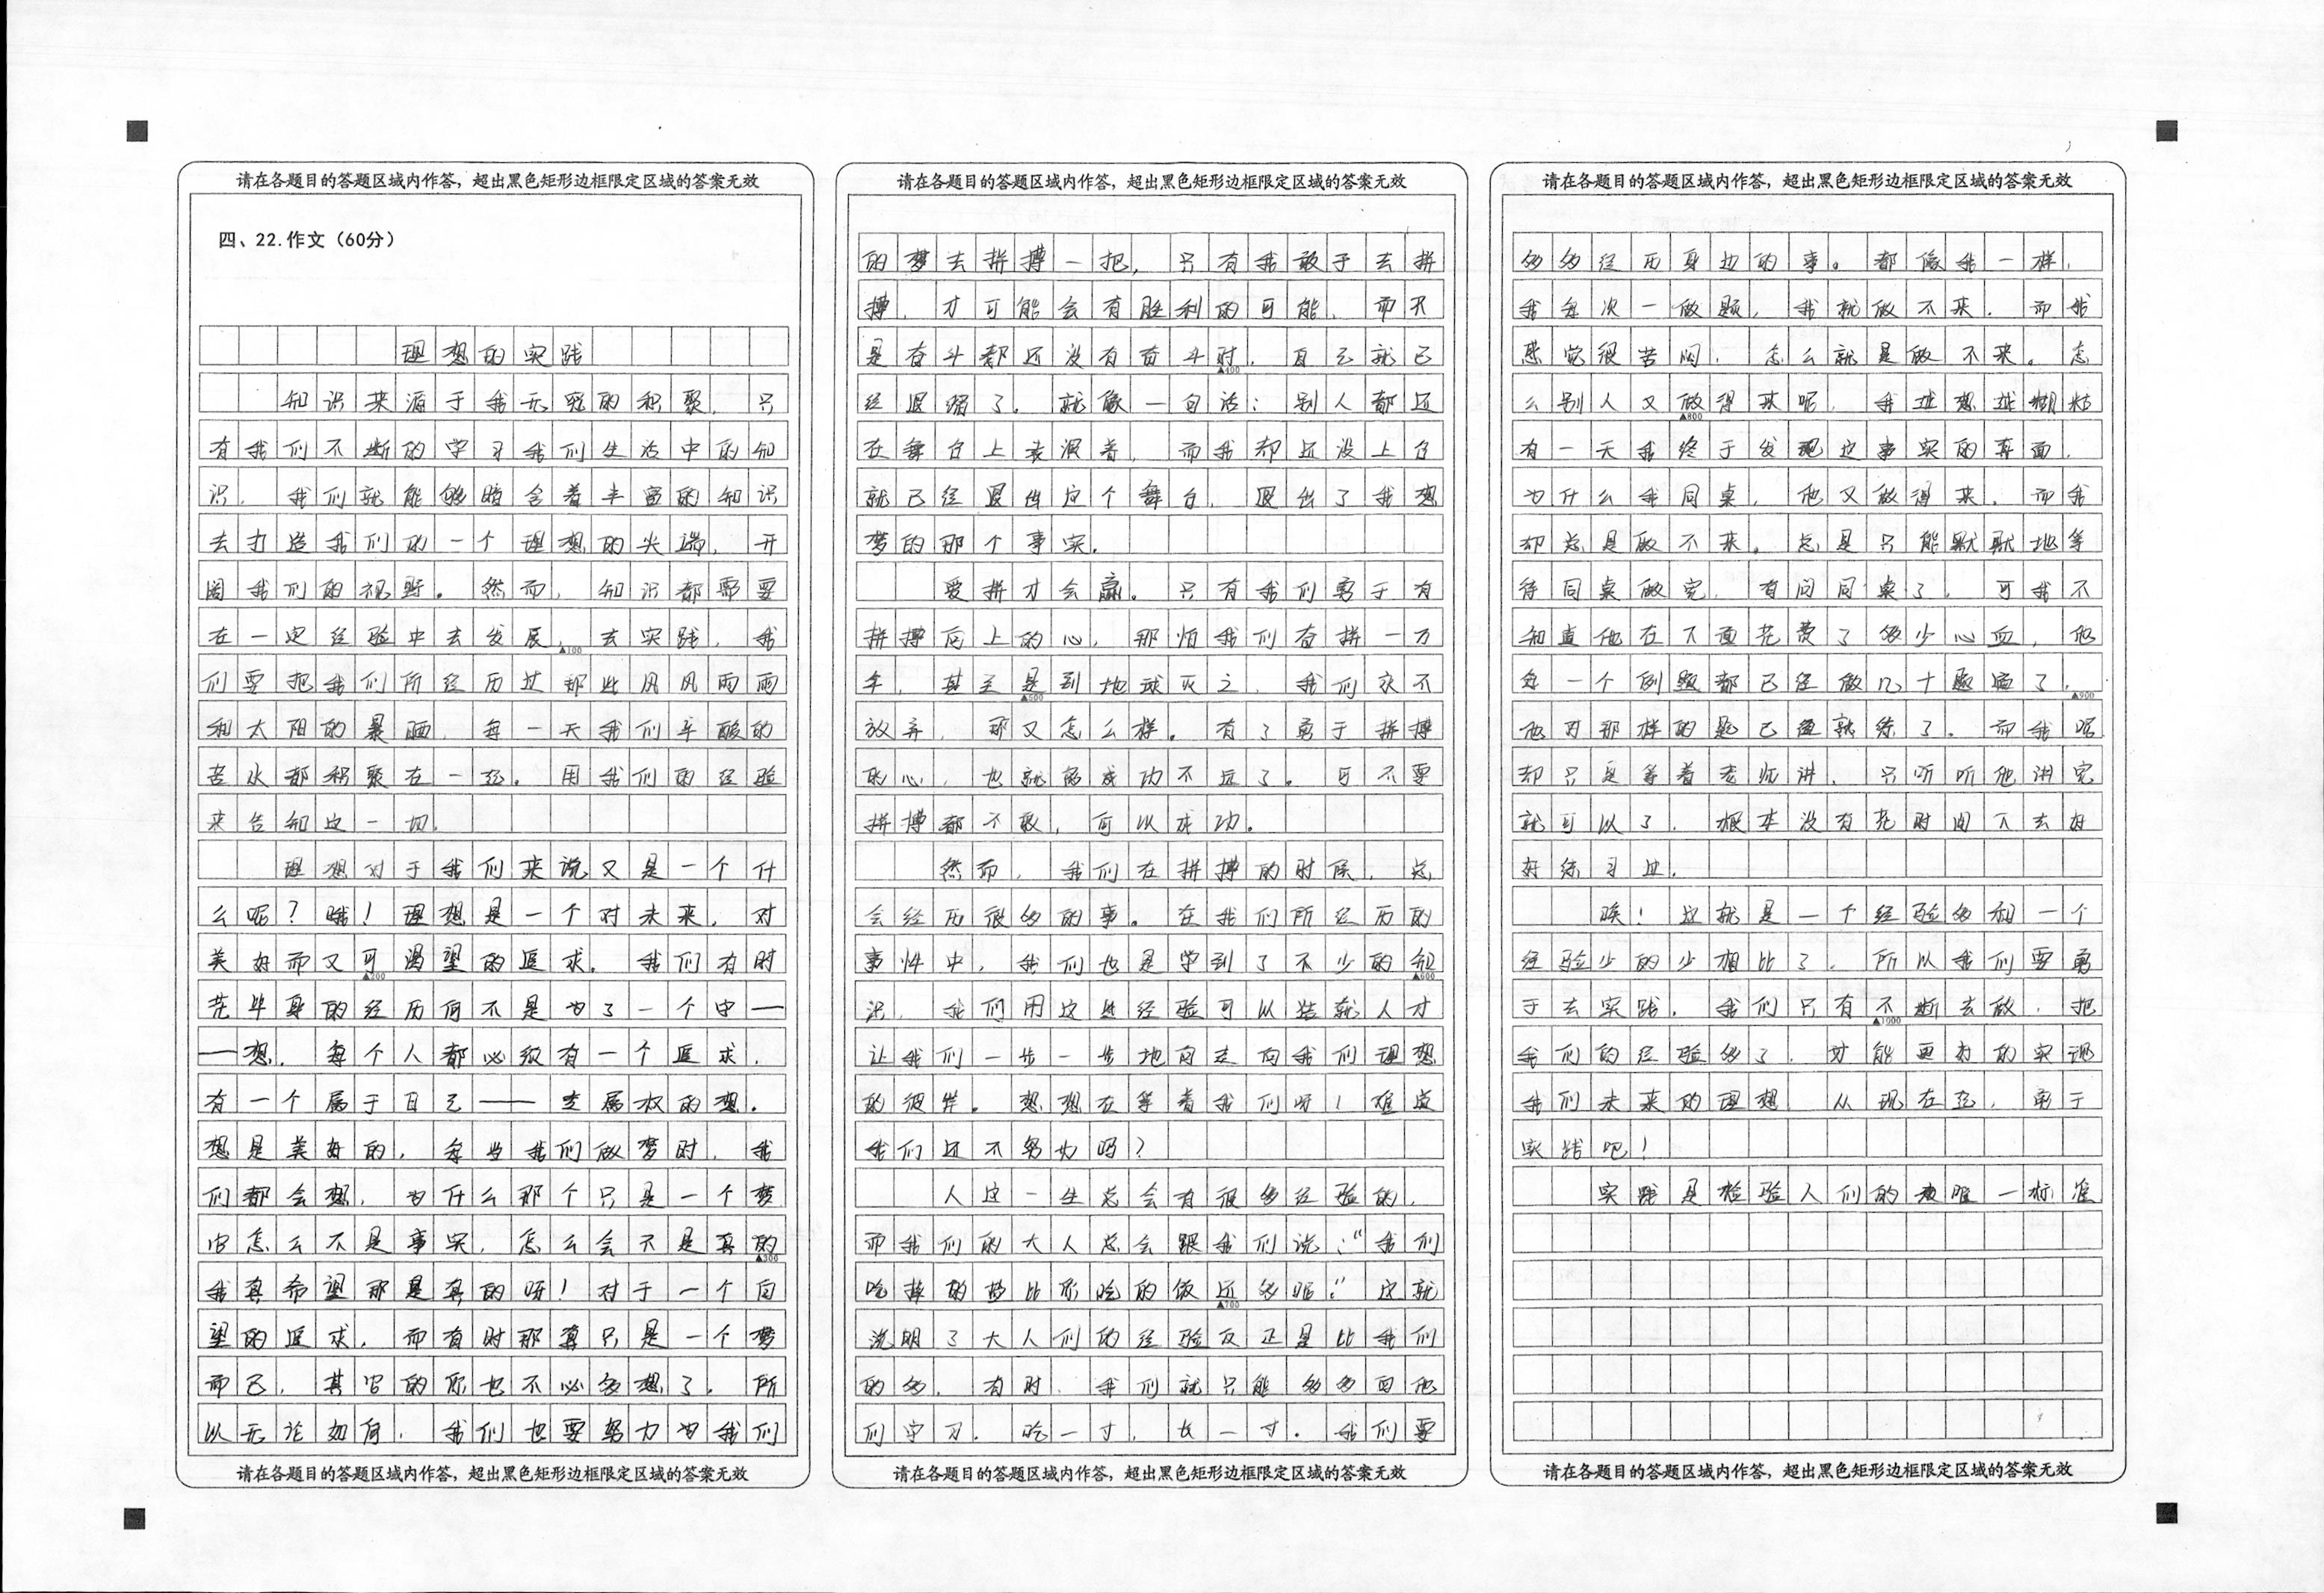 请在各题目的答题区域内作答，超出黑色矩形边框限定区域的答案无效
四、22.作文（60分）
理想的实践
知识来源于我无穷的积聚，只
有我们不断的学习我们生活中的知
识，我们就能够暗含着丰富的知识
去打造我们的一个理想的尖端，开
阔我们的视野。然而，知识都需要
在一定经验中去发展，去实践，我
▲100
们要把我们所经历过那些风风雨雨
和太阳的暴晒，每一天我们辛酸的
苦水都积聚在一起。用我们的经验
来告知这一切。
理想对于我们来说又是一个什
么呢？哦！理想是一个对未来，对
美好而又可渴望的追求。我们有时
▲200
花毕身的经历何不是为了一个中—
—想，每个人都必须有一个追求，
有一个属于自己——专属权的想。
想是美好的，每当我们做梦时，我
们都会想，为什么那个只是一个梦
它怎么不是事实，怎么会不是真的
▲300
我真希望那是真的呀！对于一个向
望的追求，而有时那真只是一个梦
而已，其它的你也不必多想了。所
以无论如何，我们也要努力为我们
请在各题目的答题区域内作答，超出黑色矩形边框限定区域的答案无效
请在各题目的答题区域内作答，超出黑色矩形边框限定区域的答案无效
的梦去拼搏一把，只有我敢于去拼
搏，才可能会有胜利的可能，而不
是奋斗都还没有奋斗时，自己就已
▲400
经退缩了。就像一句话：别人都还
在舞台上表演着，而我却还没上台
就已经退出这个舞台，退出了我想
梦的那个事实。
爱拼才会赢。只有我们勇于有
拼搏向上的心，那怕我们奋拼一万
年，甚至是到地球灭之，我们永不
▲500
放弃，那又怎么样。有了勇于拼搏
的心，也就离成功不远了。可不要
拼搏都不敢，何以成功。
然而，我们在拼搏的时候，总
会经历很多的事。在我们所经历的
事件中，我们也是学到了不少的知
▲600
识，我们用这些经验可以造就人才
让我们一步一步地向走向我们理想
的彼岸。想想在等着我们呀！难道
我们还不努力吗？
人这一生总会有很多经验的，
而我们的大人总会跟我们说：“我们
吃掉的盐比你吃的饭还多呢！”这就
▲700
说明了大人们的经验反正是比我们
的多，有时，我们就只能多多向他
们学习。吃一寸，长一寸。我们要
请在各题目的答题区域内作答，超出黑色矩形边框限定区域的答案无效
请在各题目的答题区域内作答，超出黑色矩形边框限定区域的答案无效
多多经历身边的事。都像我一样，
我每次一做题，我就做不来，而我
感觉很苦闷，怎么就是做不来。怎
么别人又做得来呢，我越想越糊粘
▲800
有一天我终于发现这事实的真面，
为什么我同桌，他又做得来，而我
却总是做不来。总是只能默默地等
待同桌做完，有问同桌了，可我不
知道他在下面花费了多少心血，他
每一个例题都已经做几十遍遍了，
▲900
他对那样的题已经熟练了。而我呢
却只是等着老师讲，只听听他讲完
就可以了，根本没有花时间下去好
好练习过。
唉！这就是一个经验多和一个
经验少的少相比了，所以我们要勇
于去实践，我们只有不断去做，把
▲1000
我们的经验多了，才能更好的实现
我们未来的理想，从现在起，勇于
实践吧！
实践是检验人们的唯一标准
请在各题目的答题区域内作答，超出黑色矩形边框限定区域的答案无效